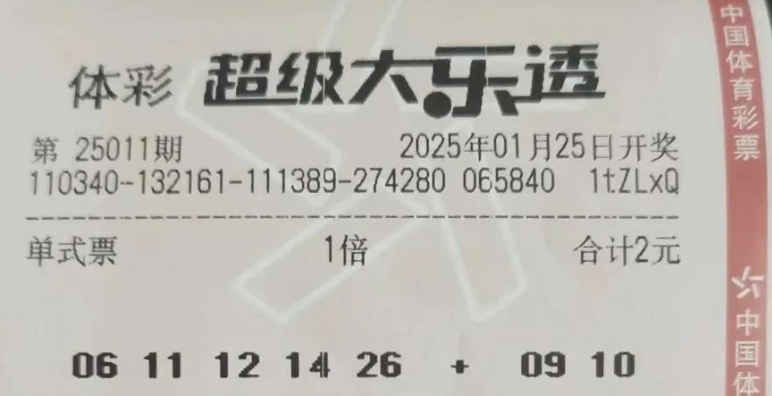 体彩 超级大乐透
第 25011期 2025年01月25日开奖
110340-132161-111389-274280 065840 1tZLxQ
单式票 1倍 合计2元
06 11 12 14 26 + 09 10
中国体育彩票
中国体